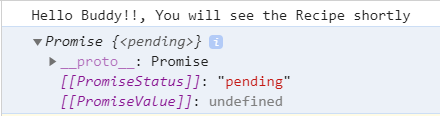 Hello Buddy!!, You will see the Recipe shortly
▼Promise {<pending>} i
▶__proto__: Promise
[[PromiseStatus]]: "pending"
[[PromiseValue]]: undefined